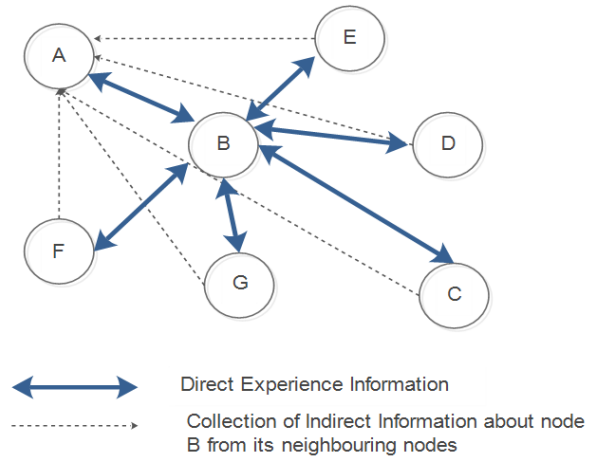 E
A
B
D
F
G
C
Direct Experience Information
Collection of Indirect Information about node
B from its neighbouring nodes